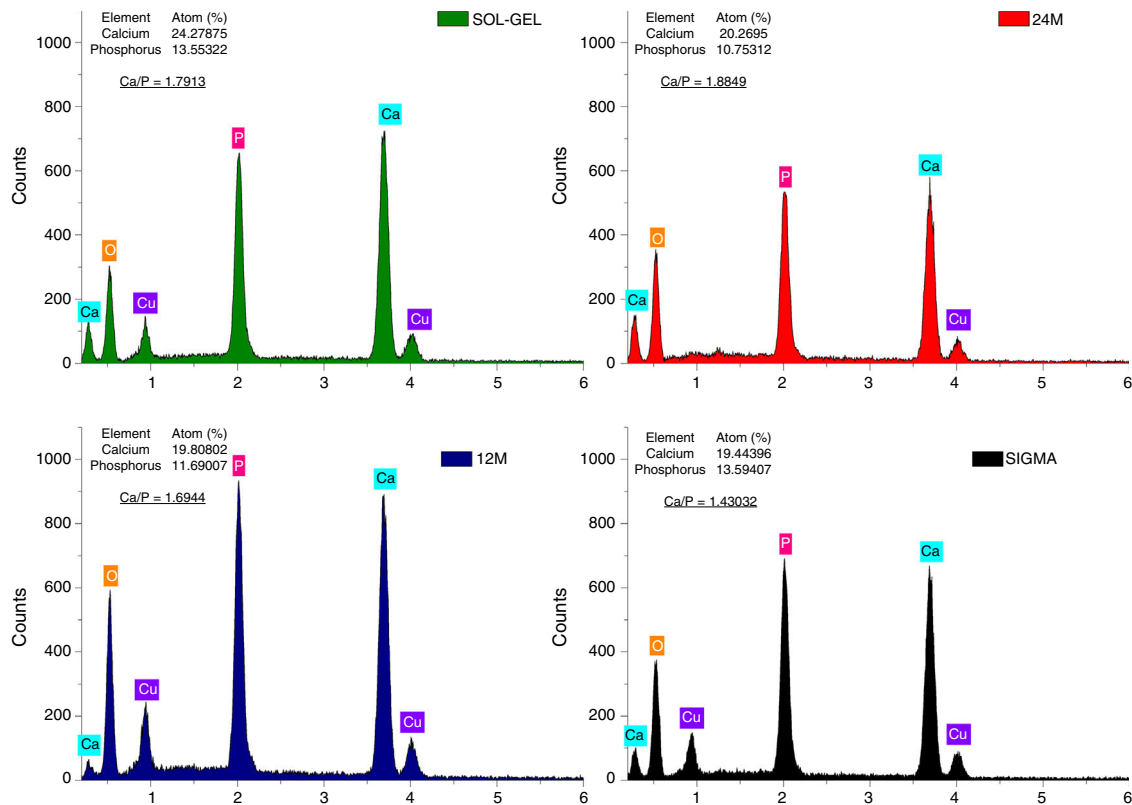 Element Atom (%)
Calcium 24.27875
Phosphorus 13.55322
Ca/P = 1.7913
SOL-GEL
Counts
1000
800
600
400
200
0
Ca
O
Cu
P
Ca
Cu
1 2 3 4 5 6
Element Atom (%)
Calcium 20.2695
Phosphorus 10.75312
Ca/P = 1.8849
24M
Counts
1000
800
600
400
200
0
Ca
O
P
Ca
Cu
1 2 3 4 5 6
Element Atom (%)
Calcium 19.80802
Phosphorus 11.69007
Ca/P = 1.6944
12M
Counts
1000
800
600
400
200
0
Ca
O
Cu
P
Ca
Cu
1 2 3 4 5 6
Element Atom (%)
Calcium 19.44396
Phosphorus 13.59407
Ca/P = 1.43032
SIGMA
Counts
1000
800
600
400
200
0
Ca
O
Cu
P
Ca
Cu
1 2 3 4 5 6